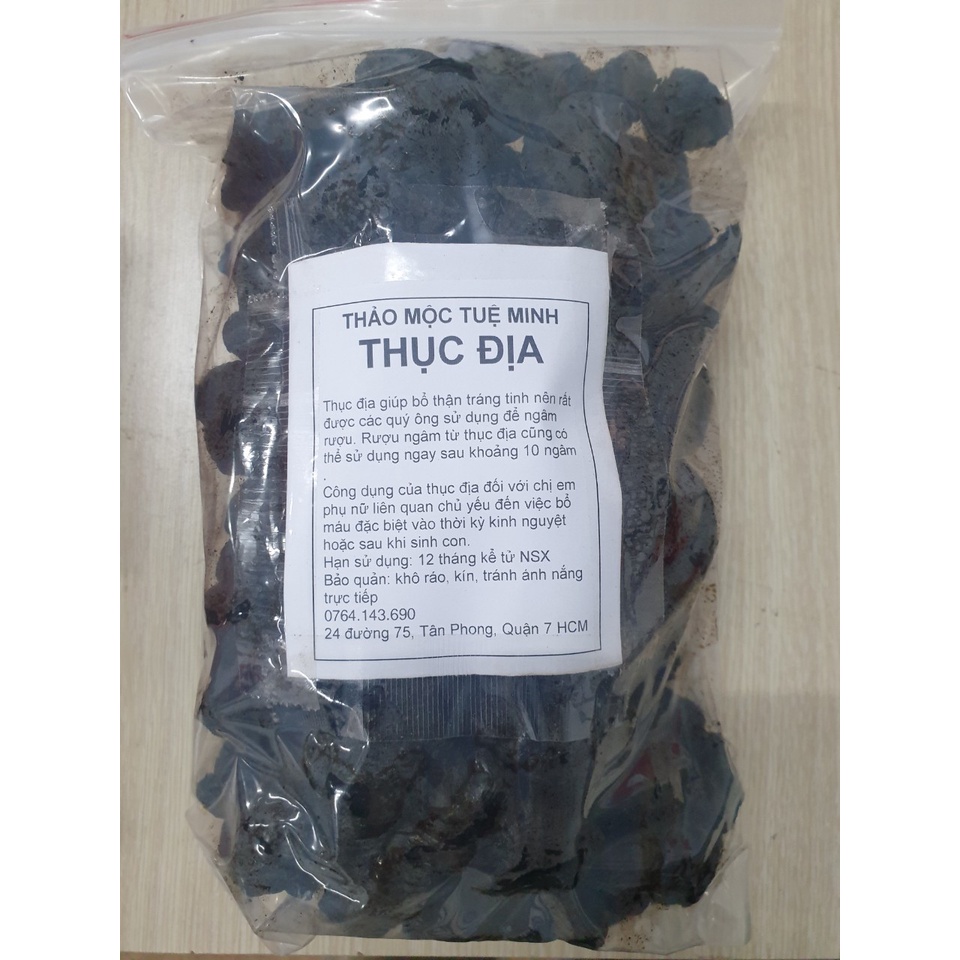 THẢO MỘC TUỆ MINH
THỤC ĐỊA
Thục địa giúp bổ thận tráng tinh nên rất
được các quý ông sử dụng để ngâm
rượu. Rượu ngâm từ thục địa cũng có
thể sử dụng ngay sau khoảng 10 ngâm
.
Công dụng của thục địa đối với chị em
phụ nữ liên quan chủ yếu đến việc bổ
máu đặc biệt vào thời kỳ kinh nguyệt
hoặc sau khi sinh con.
Hạn sử dụng: 12 tháng kể từ NSX
Bảo quản: khô ráo, kín, tránh ánh nắng
trực tiếp
0764.143.690
24 đường 75, Tân Phong, Quận 7 HCM